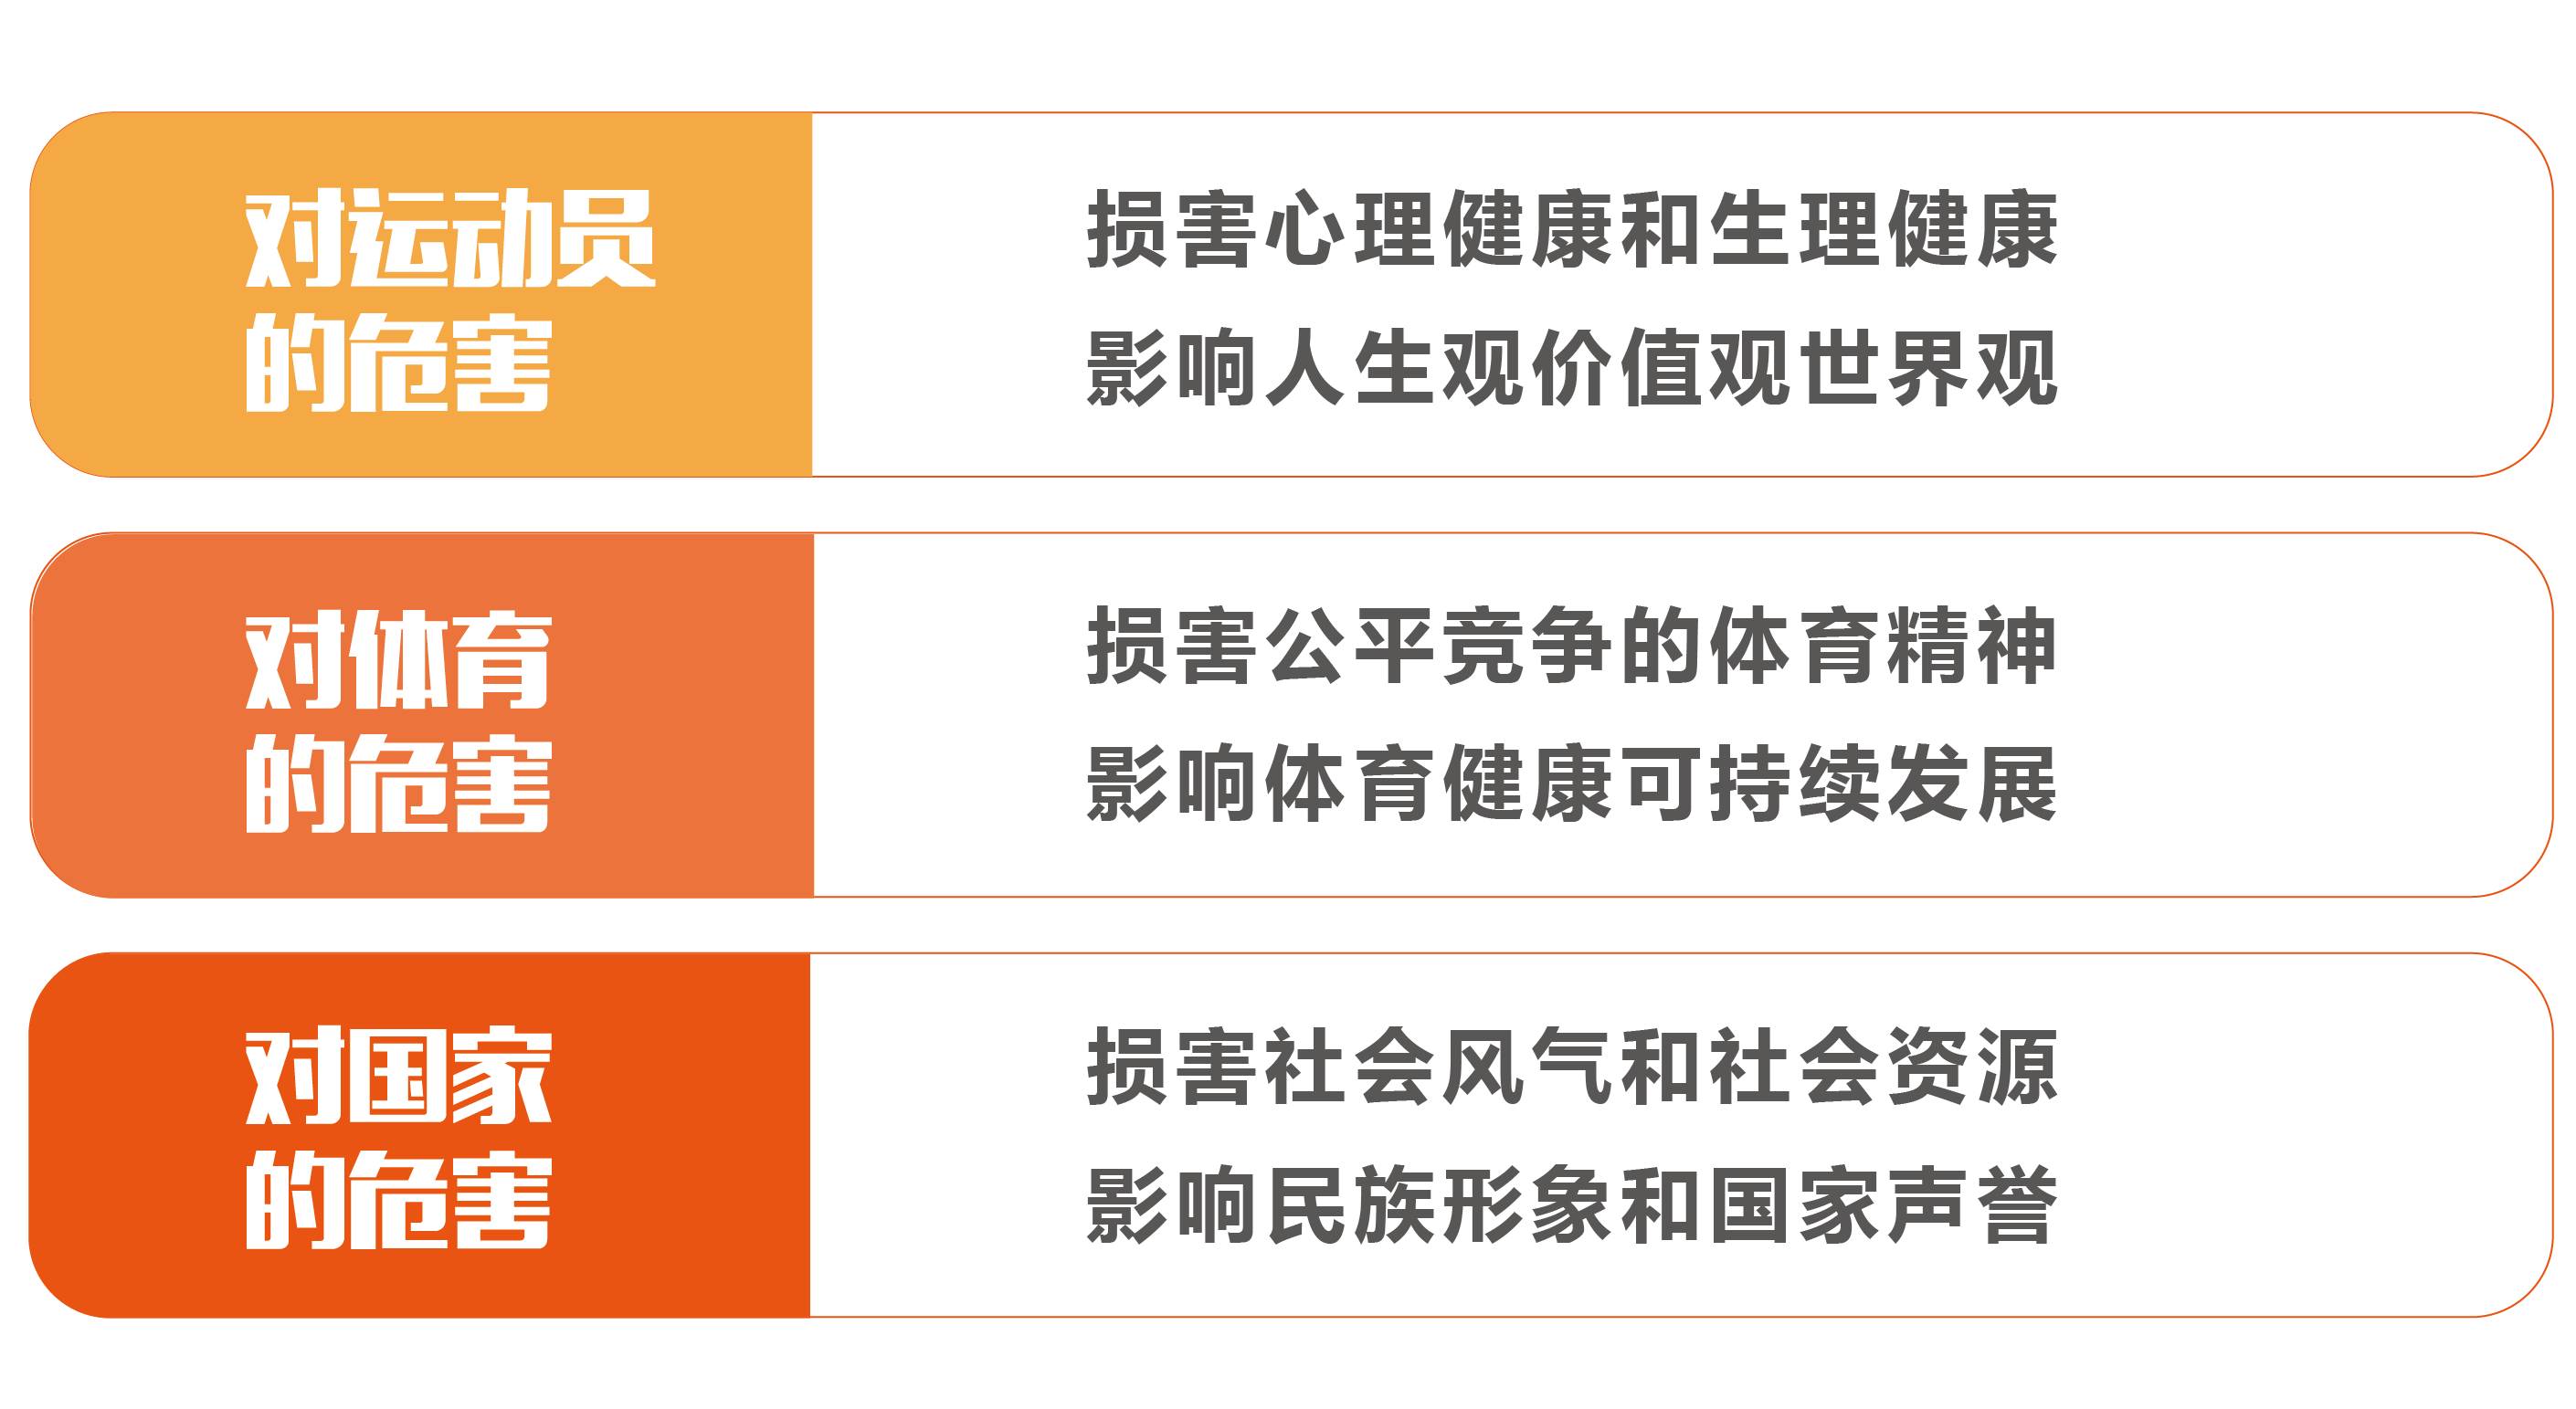 对运动员
的危害
损害心理健康和生理健康
影响人生观价值观世界观
对体育
的危害
损害公平竞争的体育精神
影响体育健康可持续发展
对国家
的危害
损害社会风气和社会资源
影响民族形象和国家声誉